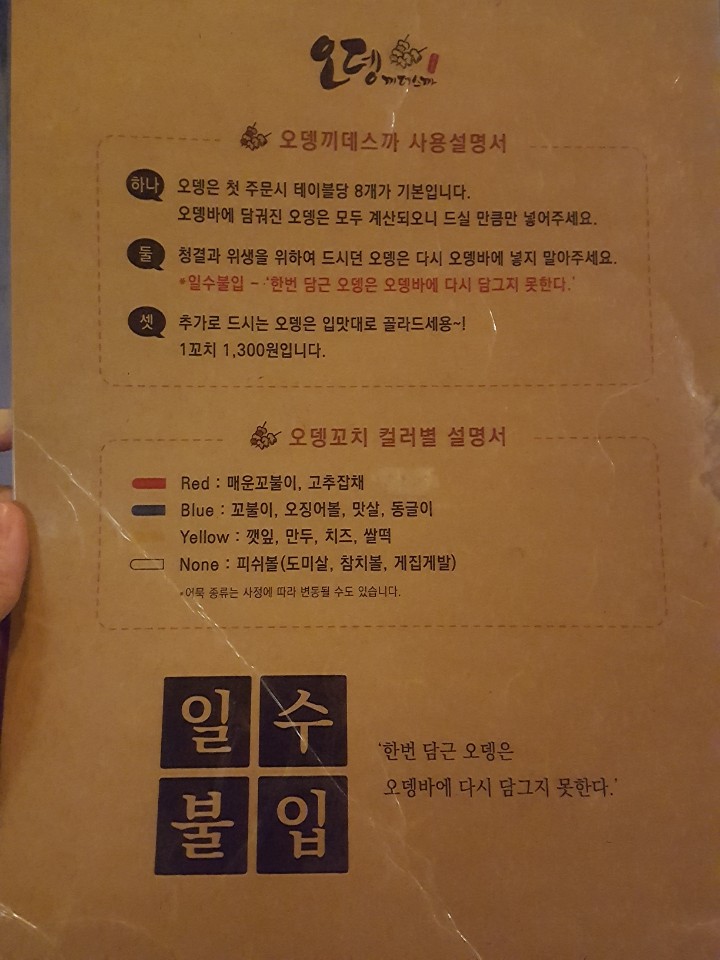 오뎅
끼데스까
오뎅끼데스까 사용설명서
하나
오뎅은 첫 주문시 테이블당 8개가 기본입니다.
오뎅바에 담궈진 오뎅은 모두 계산되오니 드실 만큼만 넣어주세요.
둘
청결과 위생을 위하여 드시던 오뎅은 다시 오뎅바에 넣지 말아주세요.
*일수불입 - '한번 담근 오뎅은 오뎅바에 다시 담그지 못한다.'
셋
추가로 드시는 오뎅은 입맛대로 골라드세용~!
1꼬치 1,300원입니다.
오뎅꼬치 컬러별 설명서
Red : 매운꼬불이, 고추잡채
Blue : 꼬불이, 오징어볼, 맛살, 동글이
Yellow : 깻잎, 만두, 치즈, 쌀떡
None : 피쉬볼(도미살, 참치볼, 게집게발)
*어묵 종류는 사정에 따라 변동될 수도 있습니다.
일수
불입
'한번 담근 오뎅은
오뎅바에 다시 담그지 못한다.'